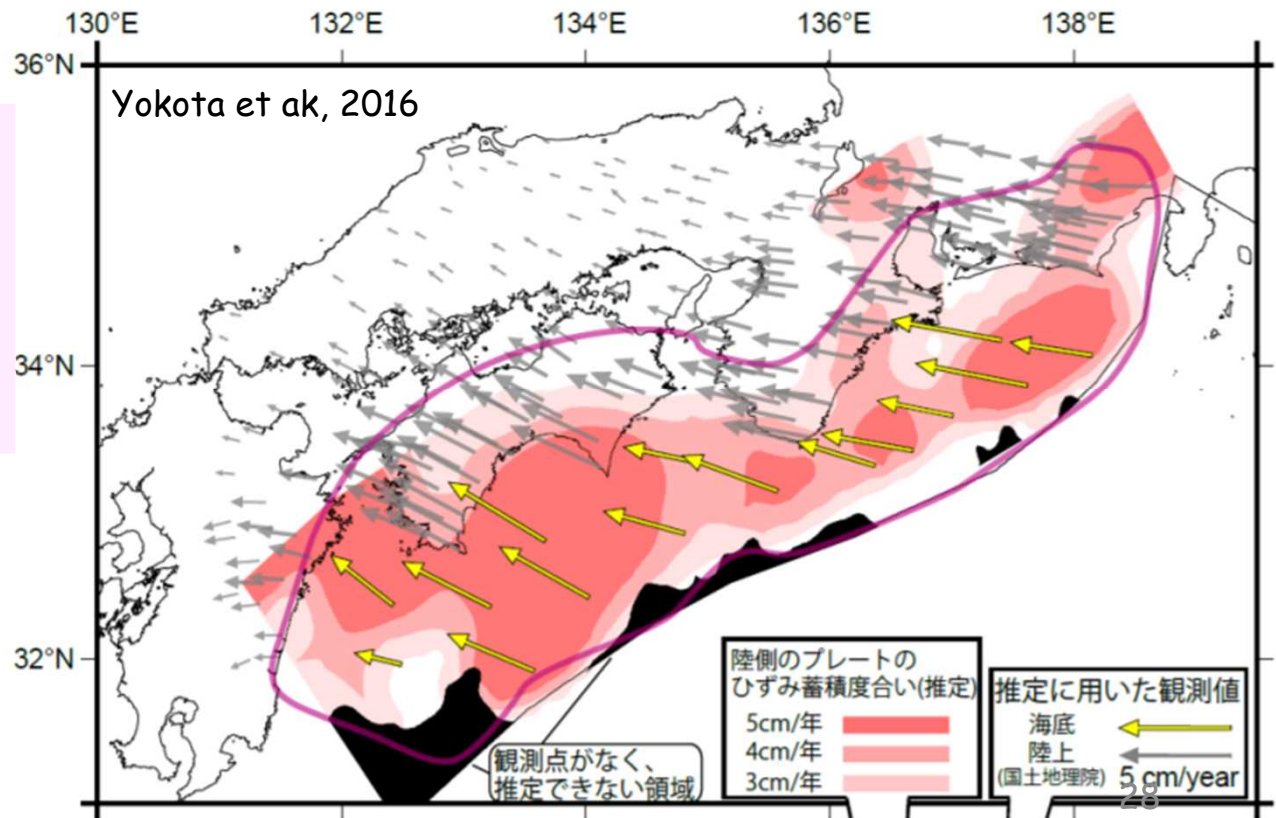 130°E 132°E 134°E 136°E 138°E
36°N
Yokota et ak, 2016
34°N
32°N
観測点がなく、
推定できない領域
陸側のプレートの
ひずみ蓄積度合い(推定)
5cm/年
4cm/年
3cm/年
推定に用いた観測値
海底
陸上
(国土地理院) 5 cm/year
28